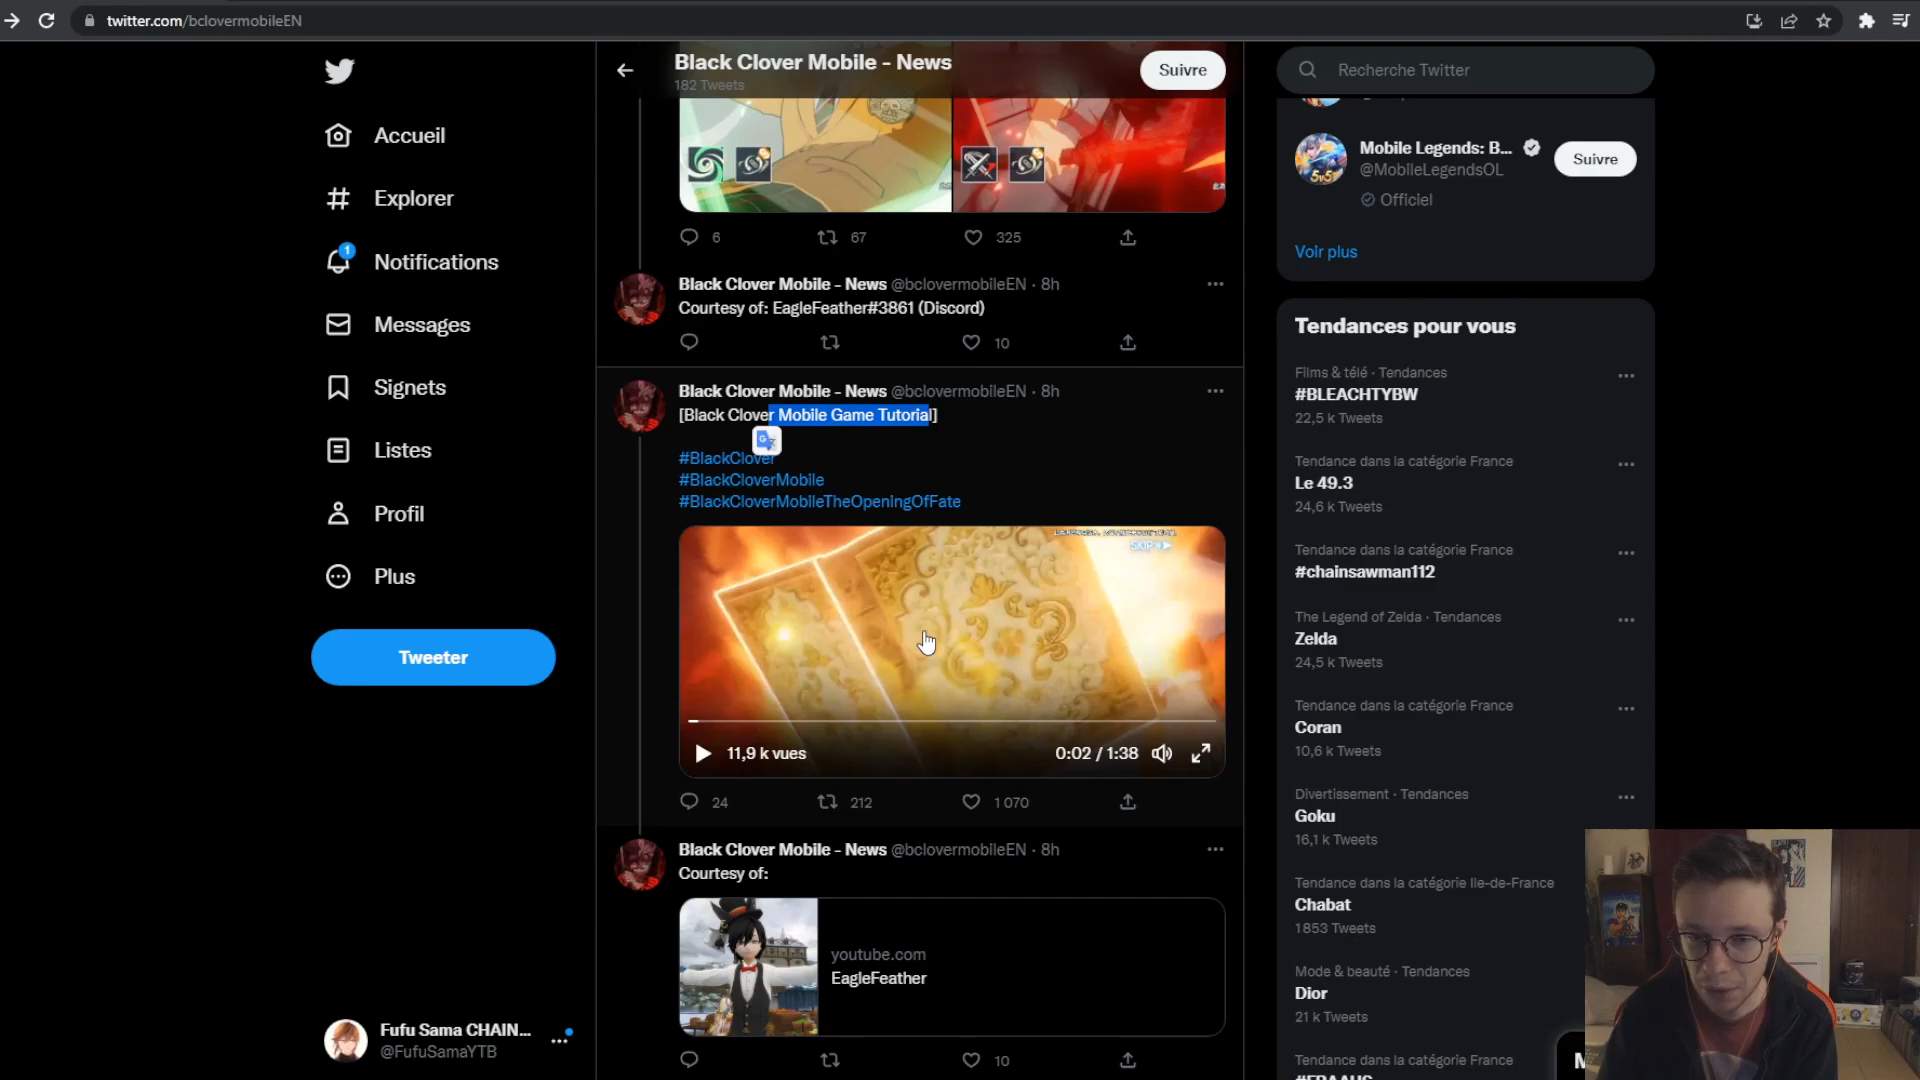 twitter.com/bclovermobileEN
Accueil
Explorer
1
Notifications
Messages
Signets
Listes
Profil
Plus
Tweeter
Fufu Sama CHAIN...
@FufuSamaYTB
Black Clover Mobile - News
182 Tweets
Suivre
6 67 325
Black Clover Mobile - News @bclovermobileEN · 8h
Courtesy of: EagleFeather#3861 (Discord)
10
Black Clover Mobile - News @bclovermobileEN · 8h
[Black Clover Mobile Game Tutorial]
#BlackClover
#BlackCloverMobile
#BlackCloverMobileTheOpeningOfFate
SKIP
11,9 k vues
0:02 / 1:38
24 212 1 070
Black Clover Mobile - News @bclovermobileEN · 8h
Courtesy of:
youtube.com
EagleFeather
10
Recherche Twitter
Mobile Legends: B...
@MobileLegendsOL
Officiel
Suivre
Voir plus
Tendances pour vous
Films & télé · Tendances
#BLEACHTYBW
22,5 k Tweets
Tendance dans la catégorie France
Le 49.3
24,6 k Tweets
Tendance dans la catégorie France
#chainsawman112
The Legend of Zelda · Tendances
Zelda
24,5 k Tweets
Tendance dans la catégorie France
Coran
10,6 k Tweets
Divertissement · Tendances
Goku
16,1 k Tweets
Tendance dans la catégorie Ile-de-France
Chabat
1 853 Tweets
Mode & beauté · Tendances
Dior
21 k Tweets
Tendance dans la catégorie France